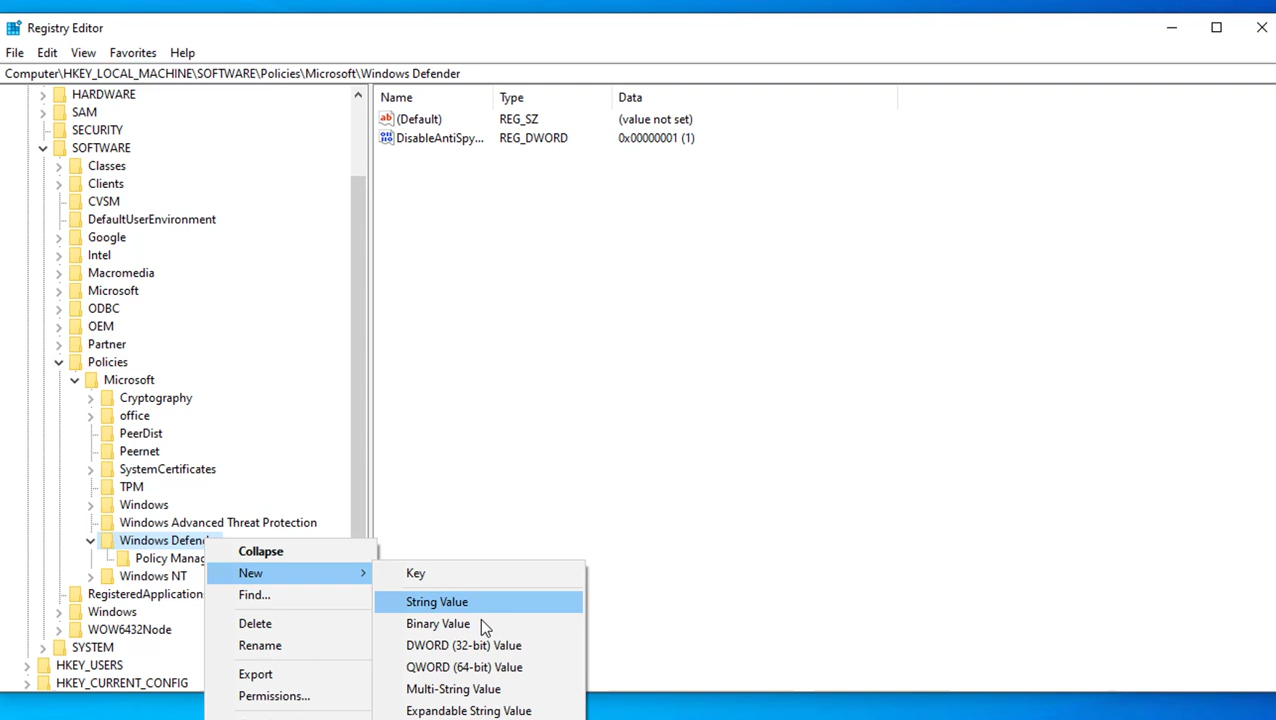 Registry Editor
File Edit View Favorites Help
Computer\HKEY_LOCAL_MACHINE\SOFTWARE\Policies\Microsoft\Windows Defender
Name Type Data
(Default) REG_SZ (value not set)
DisableAntiSpy... REG_DWORD 0x00000001 (1)
HARDWARE
SAM
SECURITY
SOFTWARE
Classes
Clients
CVSM
DefaultUserEnvironment
Google
Intel
Macromedia
Microsoft
ODBC
OEM
Partner
Policies
Microsoft
Cryptography
office
PeerDist
Peernet
SystemCertificates
TPM
Windows
Windows Advanced Threat Protection
Windows Defen
Policy Manag
Windows NT
RegisteredApplication
Windows
WOW6432Node
SYSTEM
HKEY_USERS
HKEY_CURRENT_CONFIG
Collapse
New
Find...
Delete
Rename
Export
Permissions...
Key
String Value
Binary Value
DWORD (32-bit) Value
QWORD (64-bit) Value
Multi-String Value
Expandable String Value